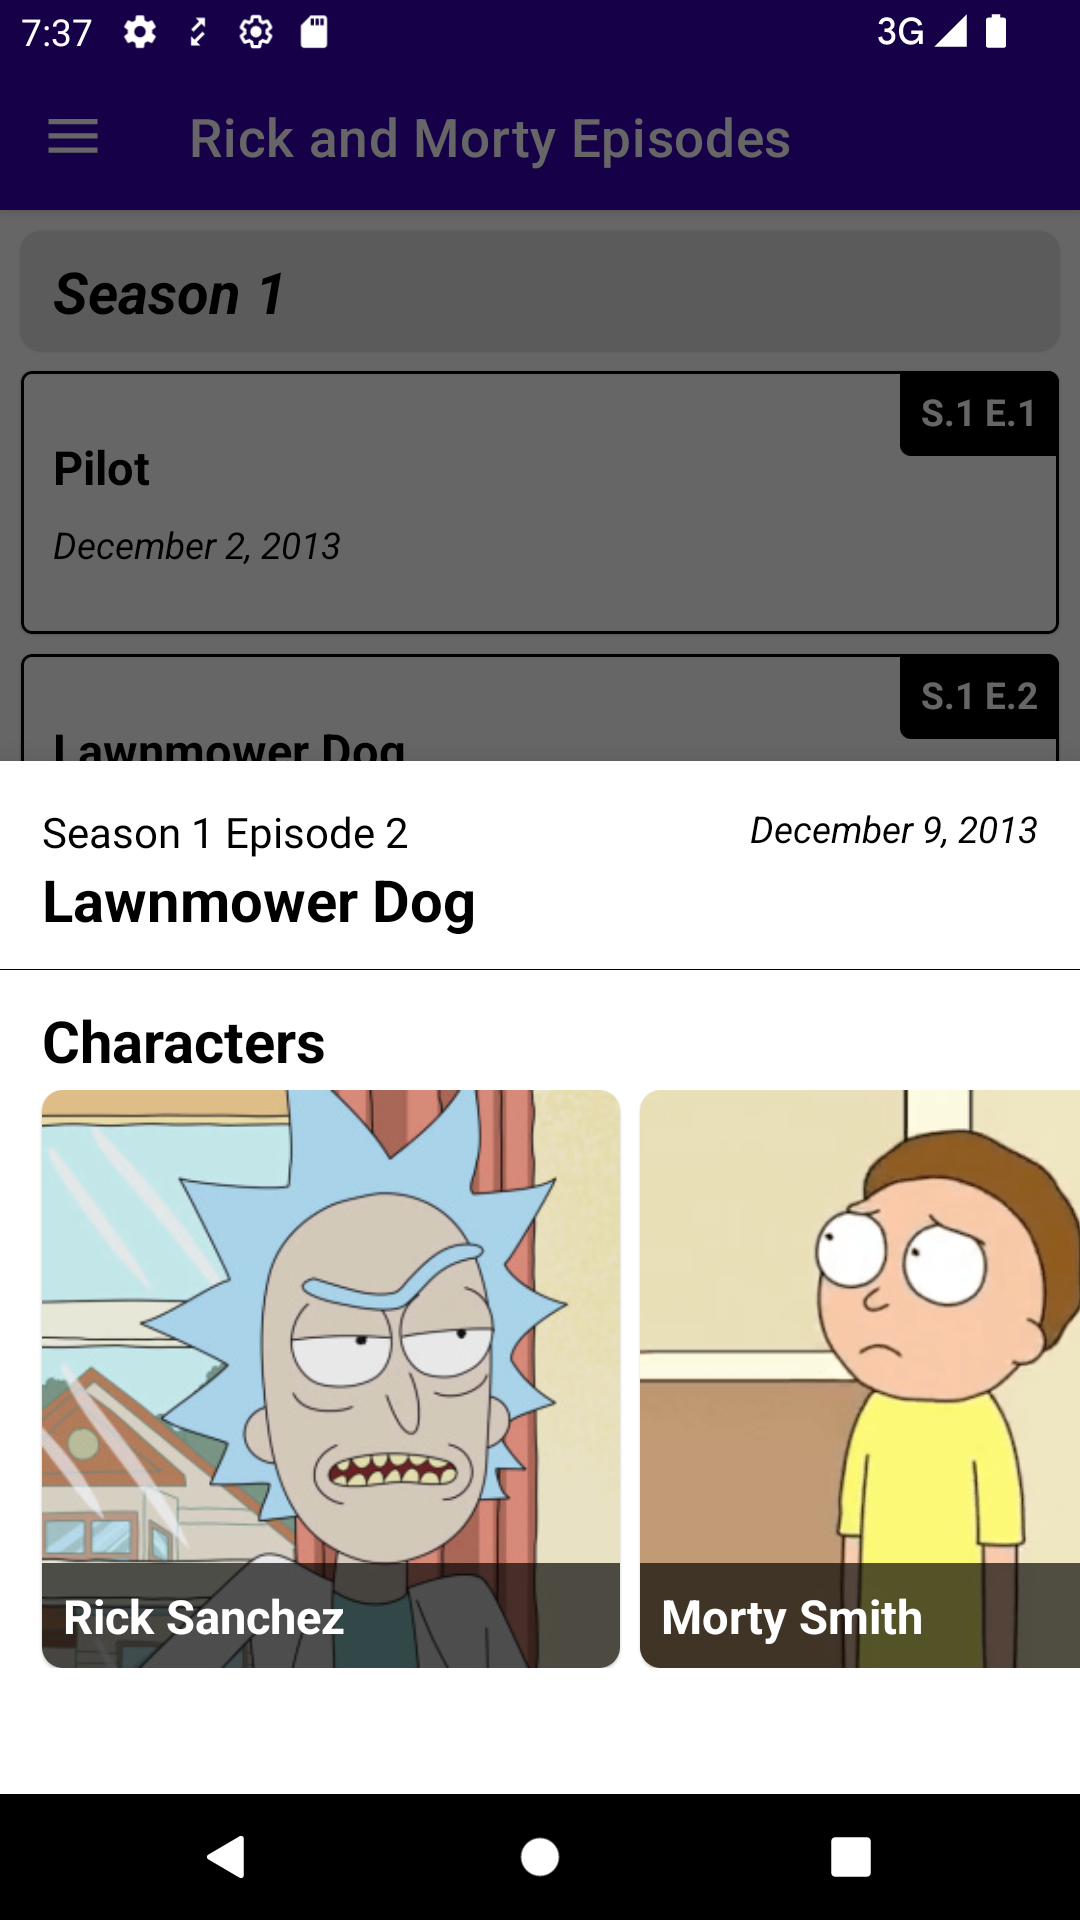 7:37 3G
Rick and Morty Episodes
Season 1
S.1 E.1
Pilot
December 2, 2013
S.1 E.2
Lawnmower Dog
Season 1 Episode 2 December 9, 2013
Lawnmower Dog
Characters
Rick Sanchez Morty Smith